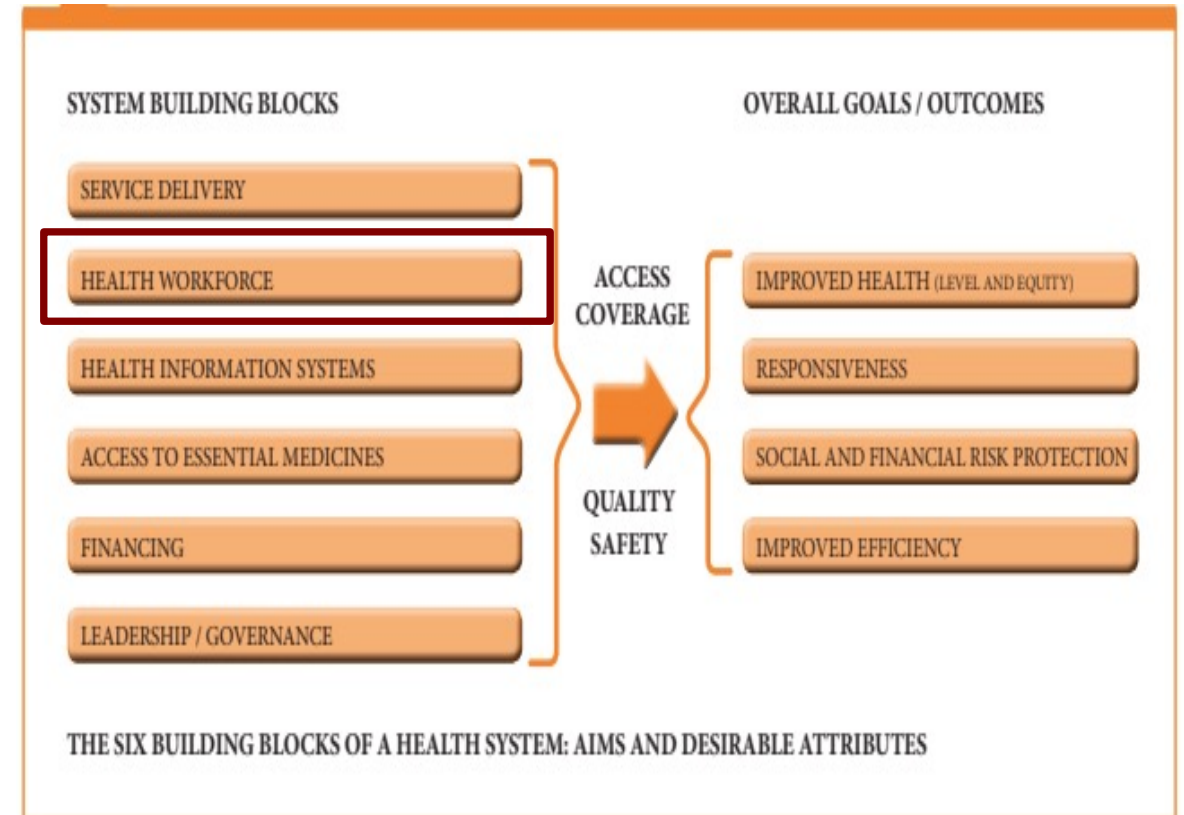 SYSTEM BUILDING BLOCKS
SERVICE DELIVERY
HEALTH WORKFORCE
HEALTH INFORMATION SYSTEMS
ACCESS TO ESSENTIAL MEDICINES
FINANCING
LEADERSHIP / GOVERNANCE
ACCESS
COVERAGE
QUALITY
SAFETY
OVERALL GOALS / OUTCOMES
IMPROVED HEALTH (LEVEL AND EQUITY)
RESPONSIVENESS
SOCIAL AND FINANCIAL RISK PROTECTION
IMPROVED EFFICIENCY
THE SIX BUILDING BLOCKS OF A HEALTH SYSTEM: AIMS AND DESIRABLE ATTRIBUTES